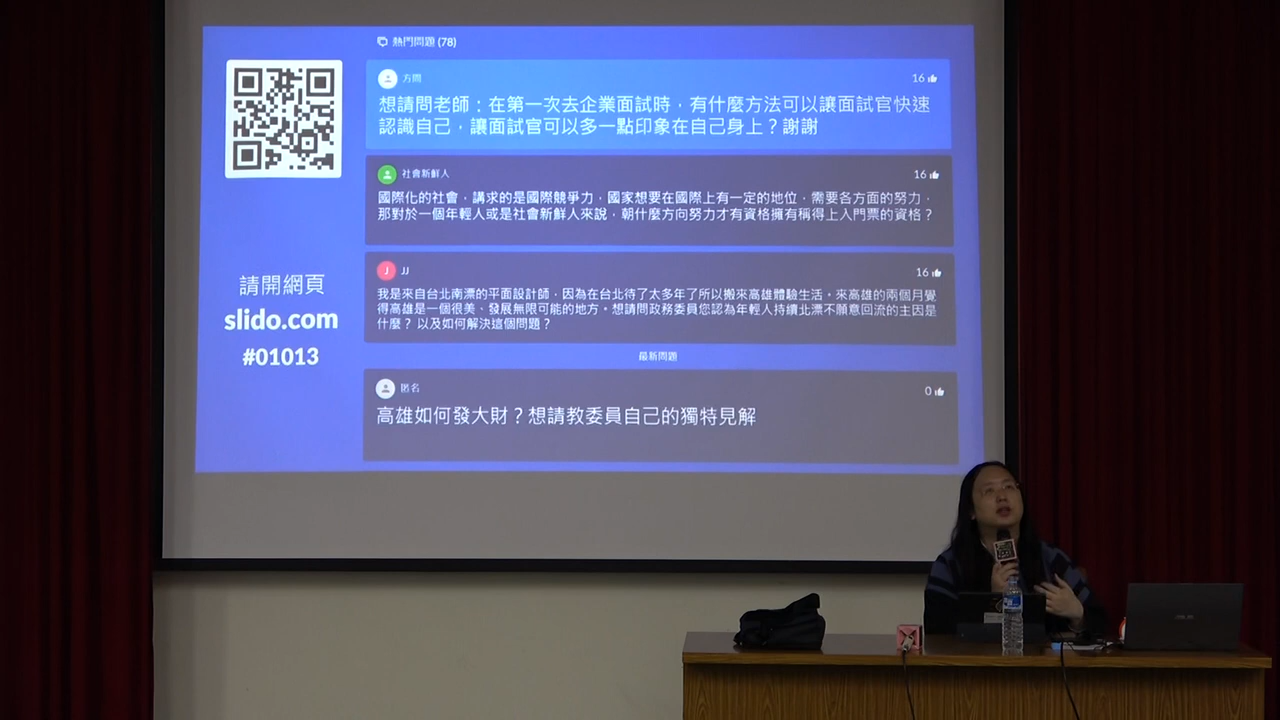 熱門問題 (78)
方問
16
想請問老師：在第一次去企業面試時，有什麼方法可以讓面試官快速
認識自己，讓面試官可以多一點印象在自己身上？謝謝
社會新鮮人
16
國際化的社會，講求的是國際競爭力，國家想要在國際上有一定的地位，需要各方面的努力，
那對於一個年輕人或是社會新鮮人來說，朝什麼方向努力才有資格擁有稱得上入門票的資格？
J
JJ
16
我是來自台北南漂的平面設計師，因為在台北待了太多年了所以搬來高雄體驗生活。來高雄的兩個月覺
得高雄是一個很美、發展無限可能的地方。想請問政務委員您認為年輕人持續北漂不願意回流的主因是
什麼？ 以及如何解決這個問題？
最新問題
匿名
0
高雄如何發大財？想請教委員自己的獨特見解
請開網頁
slido.com
#01013